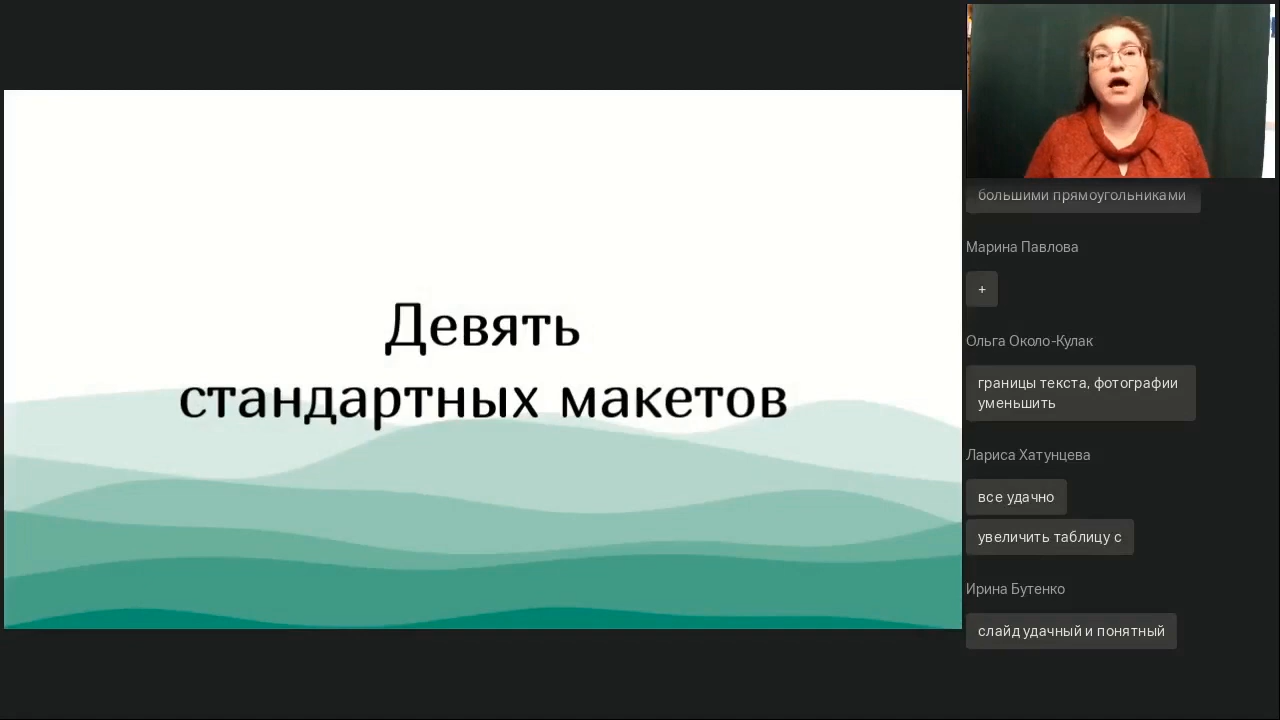 Девять
стандартных макетов
большими прямоугольниками
Марина Павлова
+
Ольга Около-Кулак
границы текста, фотографии
уменьшить
Лариса Хатунцева
все удачно
увеличить таблицу с
Ирина Бутенко
слайд удачный и понятный